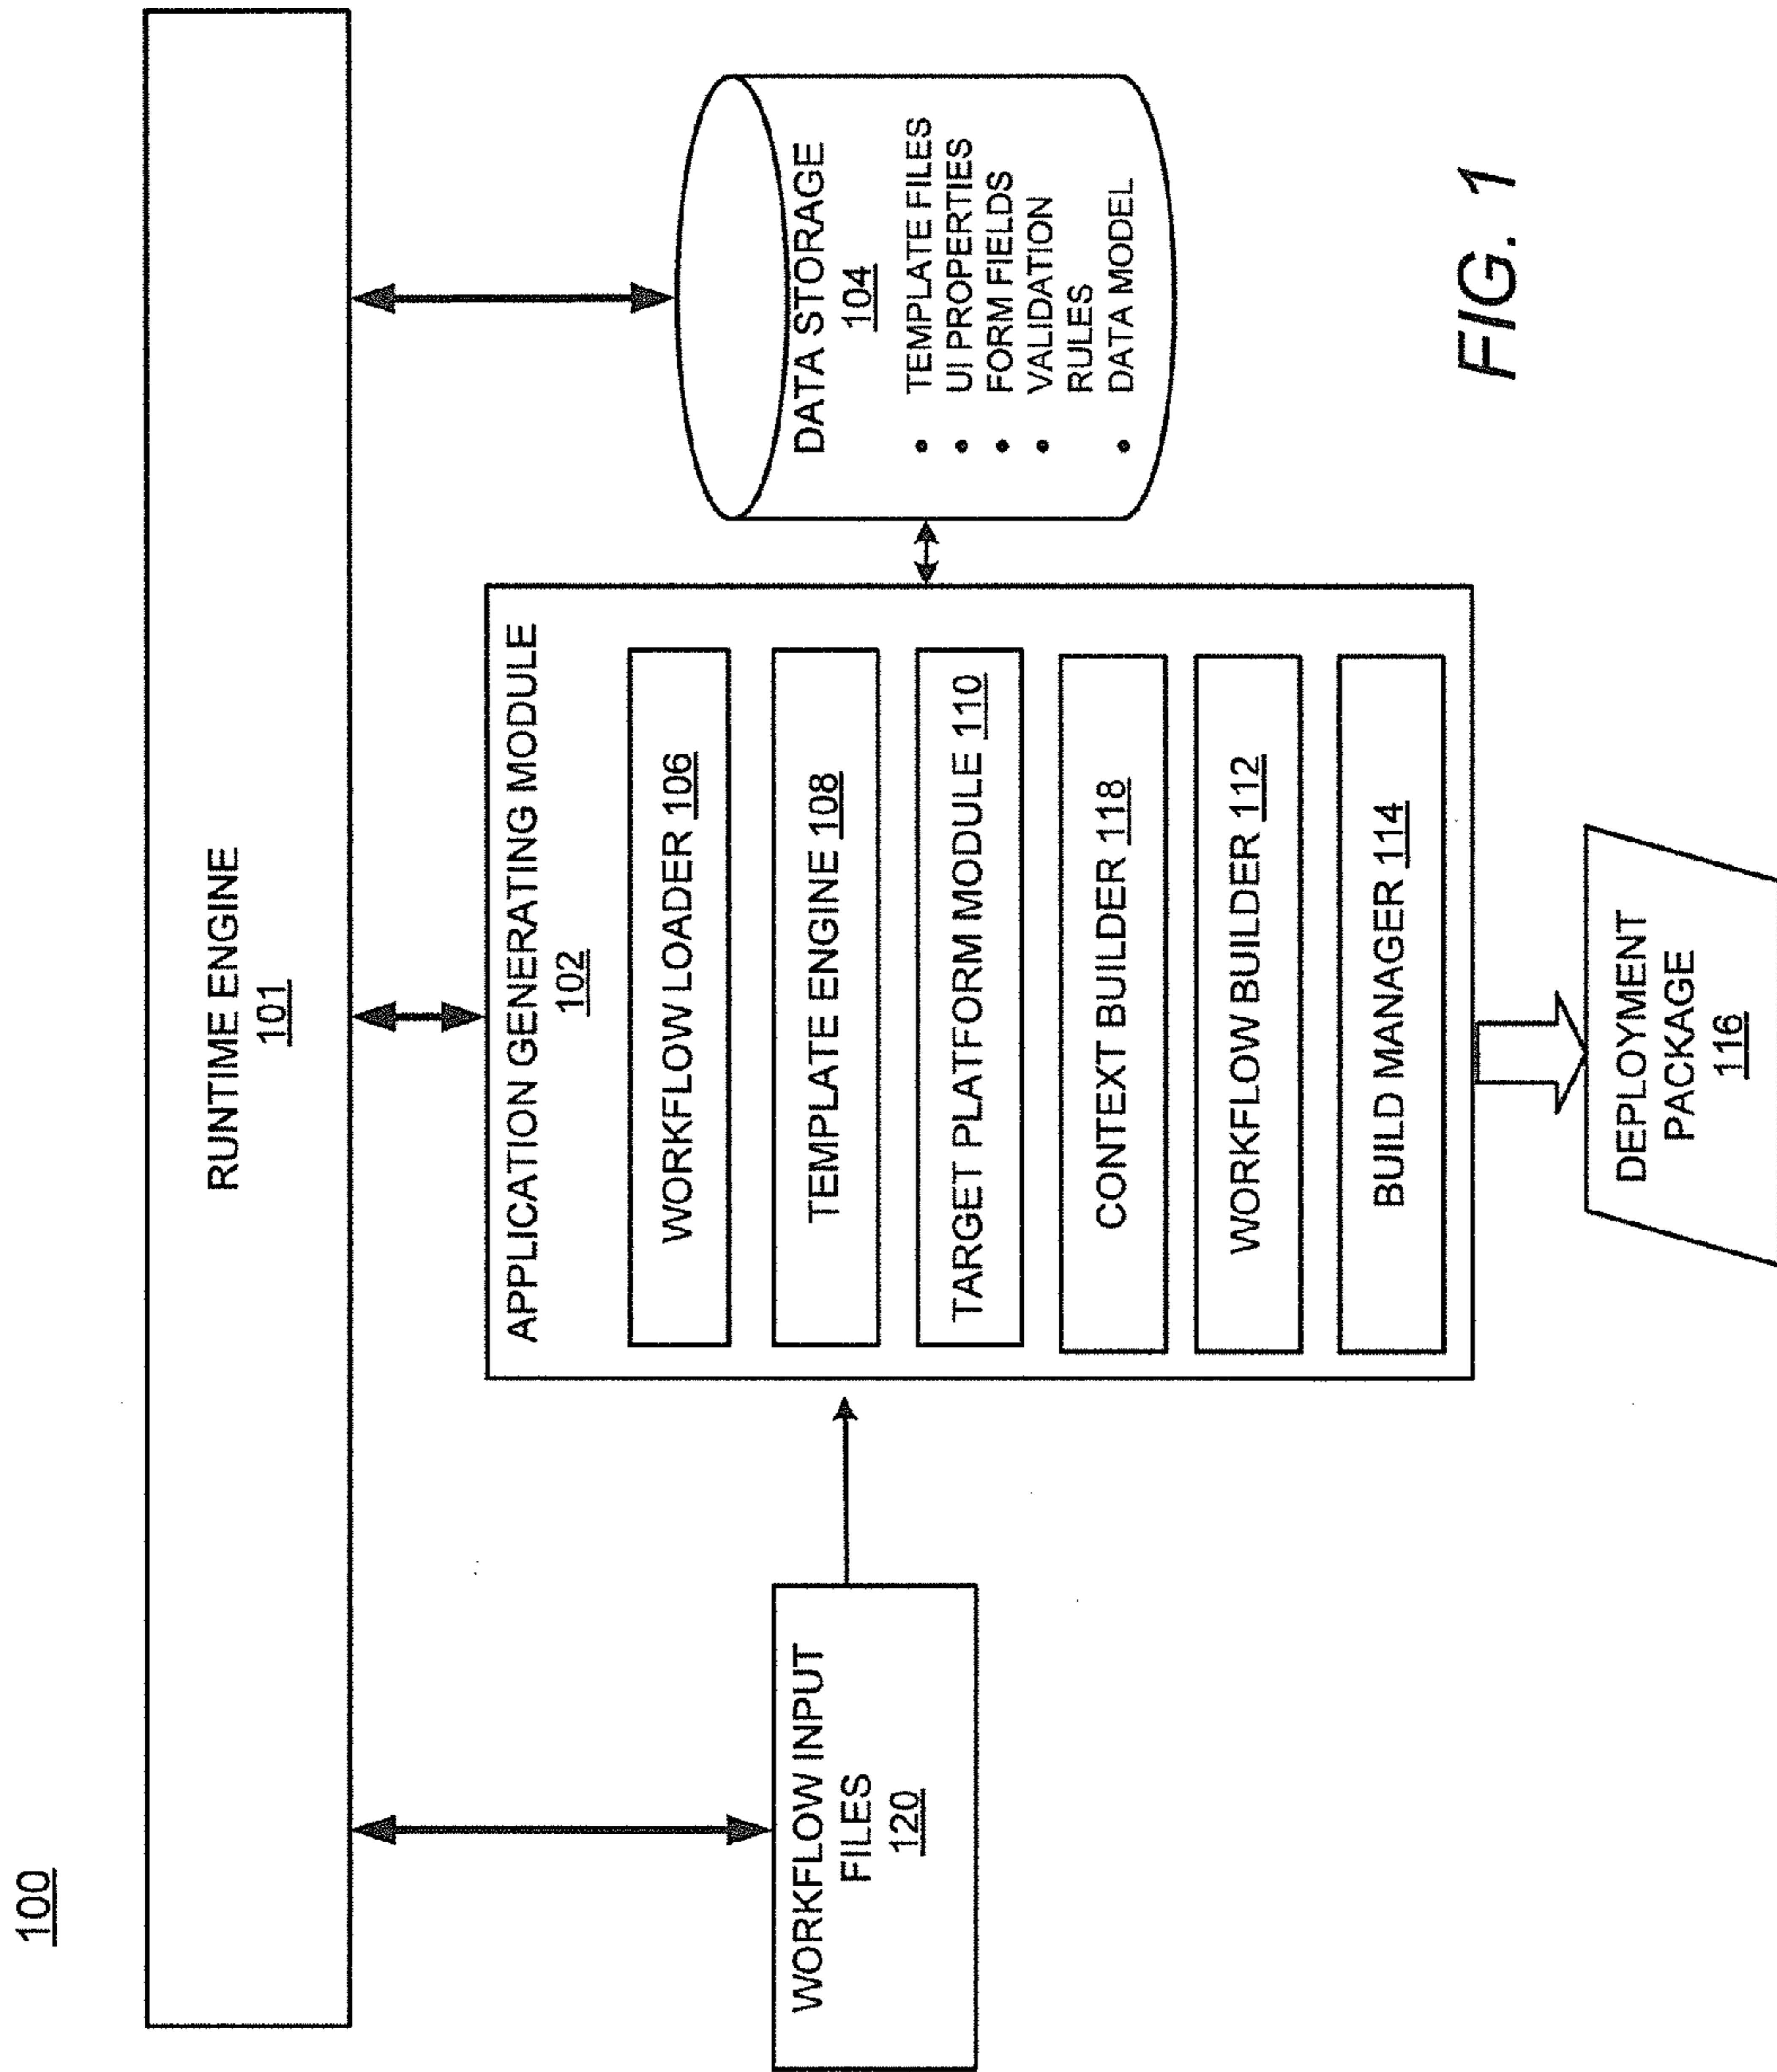 100
RUNTIME ENGINE
101
WORKFLOW INPUT
FILES
120
APPLICATION GENERATING MODULE
102
WORKFLOW LOADER 106
TEMPLATE ENGINE 108
TARGET PLATFORM MODULE 110
CONTEXT BUILDER 118
WORKFLOW BUILDER 112
BUILD MANAGER 114
DATA STORAGE
104
• TEMPLATE FILES
• UI PROPERTIES
• FORM FIELDS
• VALIDATION
RULES
• DATA MODEL
DEPLOYMENT
PACKAGE
116
FIG. 1